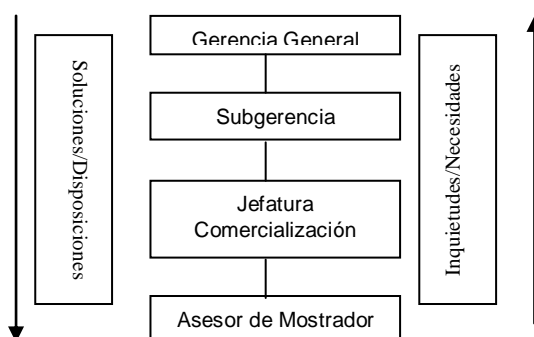 Gerencia General
Soluciones/Disposiciones
Inquietudes/Necesidades
Subgerencia
Jefatura
Comercialización
Asesor de Mostrador